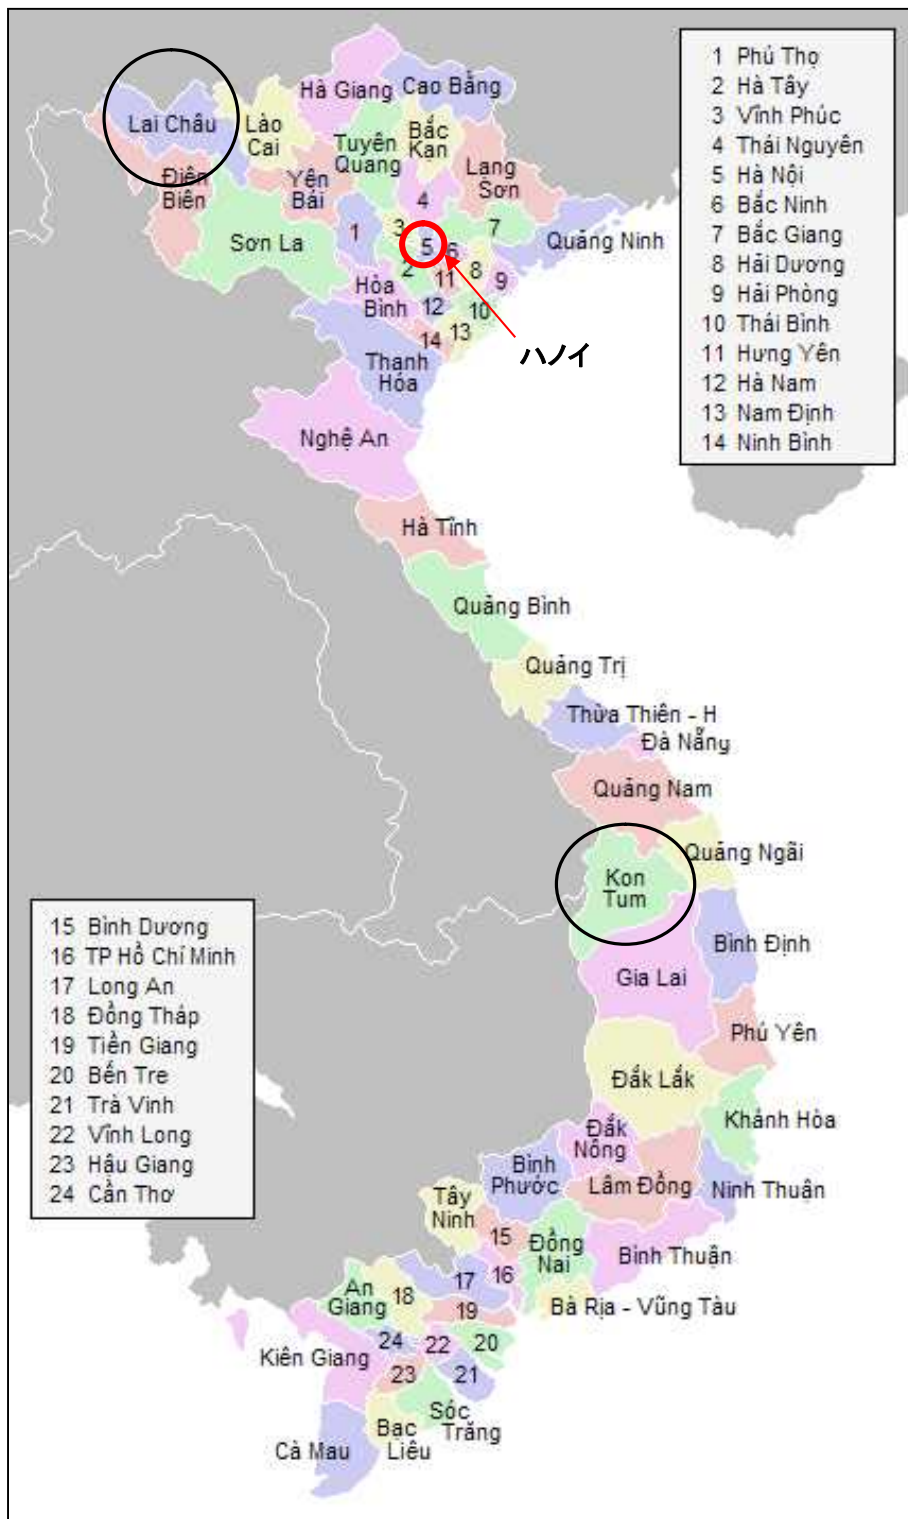 Hà Giang
Cao Bằng
Lai Châu
Lào
Cai
Bắc
Kạn
Tuyên
Quang
Lang
Sơn
Điện
Biên
Yên
Bái
4
Sơn La
1
3
5
6
7
Quảng Ninh
2
11
8
9
Hòa
Bình
12
10
14
13
ハノイ
Thanh
Hóa
Nghệ An
Hà Tĩnh
Quảng Bình
Quảng Trị
Thừa Thiên - H
Đà Nẵng
Quảng Nam
Quảng Ngãi
Kon
Tum
Bình Định
Gia Lai
Phú Yên
Đắk Lắk
Khánh Hòa
Đắk
Nông
Bình
Phước
Lâm Đồng
Ninh Thuận
Tây
Ninh
15
Đồng
Nai
Bình Thuận
16
17
An
Giang
18
19
Bà Rịa - Vũng Tàu
24
22
20
Kiên Giang
23
21
Sóc
Trăng
Bạc
Liêu
Cà Mau
1 Phú Thọ
2 Hà Tây
3 Vĩnh Phúc
4 Thái Nguyên
5 Hà Nội
6 Bắc Ninh
7 Bắc Giang
8 Hải Dương
9 Hải Phòng
10 Thái Bình
11 Hưng Yên
12 Hà Nam
13 Nam Định
14 Ninh Bình
15 Bình Dương
16 TP Hồ Chí Minh
17 Long An
18 Đồng Tháp
19 Tiền Giang
20 Bến Tre
21 Trà Vinh
22 Vĩnh Long
23 Hậu Giang
24 Cần Thơ